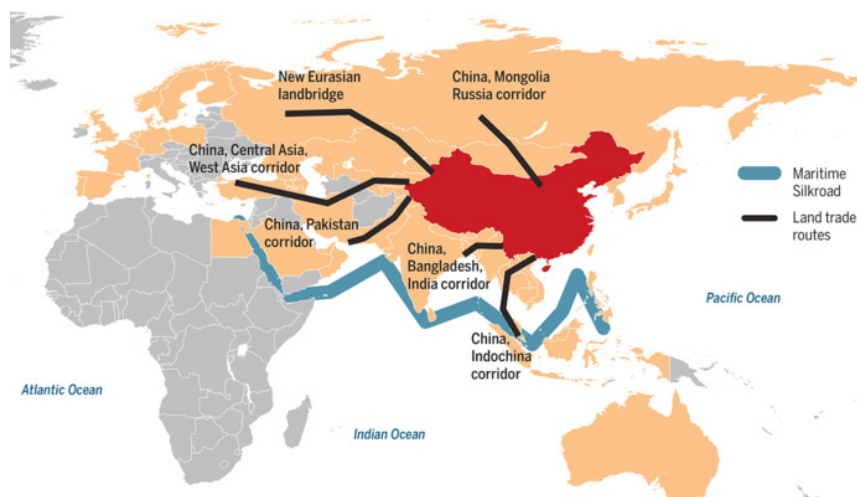 New Eurasian
landbridge
China, Mongolia
Russia corridor
China, Central Asia,
West Asia corridor
Maritime
Silkroad
Land trade
routes
China, Pakistan
corridor
China,
Bangladesh,
India corridor
Pacific Ocean
China,
Indochina
corridor
Atlantic Ocean
Indian Ocean